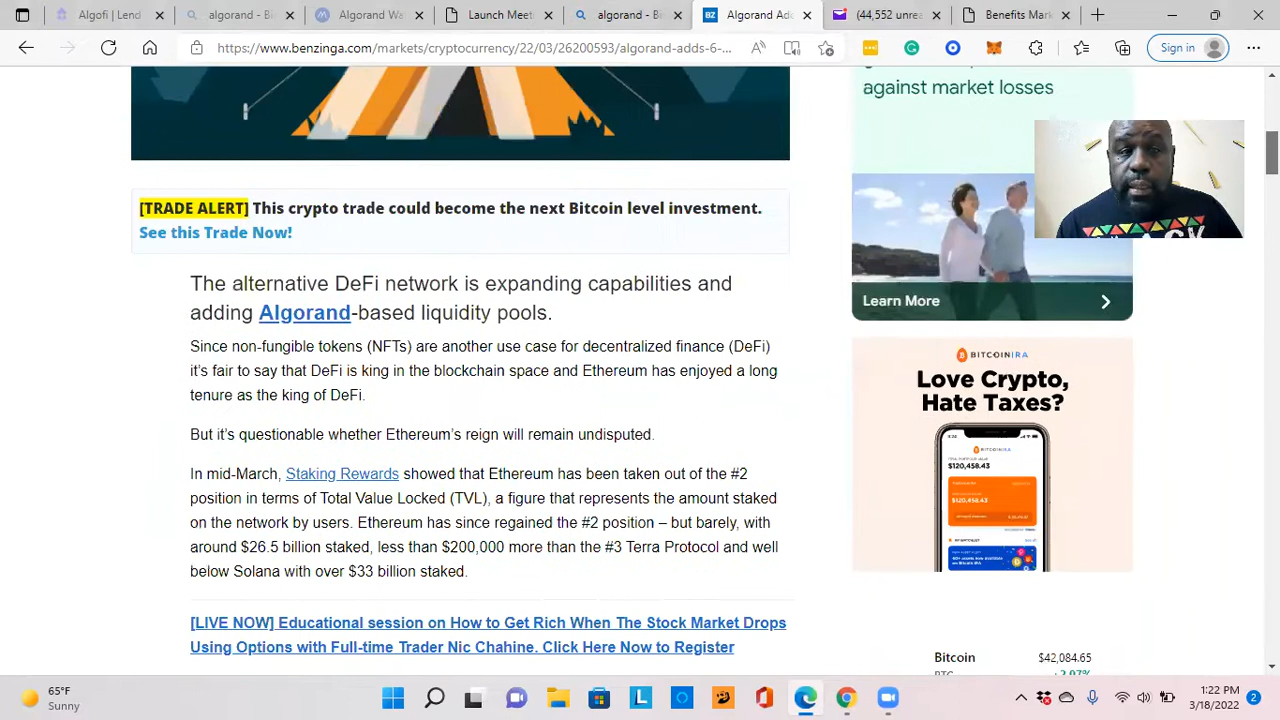 Algofi | Lend
algorand - B
Algorand Wa
Launch Meet
algorand - Bi
Algorand Ad
(44,552 unre
Benefits Mark
https://www.benzinga.com/markets/cryptocurrency/22/03/26200593/algorand-adds-6-...
Sign in
against market losses
[TRADE ALERT] This crypto trade could become the next Bitcoin level investment.
See this Trade Now!
The alternative DeFi network is expanding capabilities and
adding Algorand-based liquidity pools.
Since non-fungible tokens (NFTs) are another use case for decentralized finance (DeFi)
it's fair to say that DeFi is king in the blockchain space and Ethereum has enjoyed a long
tenure as the king of DeFi.
But it's questionable whether Ethereum's reign will remain undisputed.
In mid-March, Staking Rewards showed that Ethereum has been taken out of the #2
position in terms of Total Value Locked (TVL), a figure that represents the amount staked
on the network by users. Ethereum has since regained the #2 position – but barely, with
around $26.5 billion staked, less than $200,000 more than the #3 Terra Protocol and well
below Solana with over $33 billion staked.
[LIVE NOW] Educational session on How to Get Rich When The Stock Market Drops
Using Options with Full-time Trader Nic Chahine. Click Here Now to Register
Learn More
BITCOINIRA
Love Crypto,
Hate Taxes?
$120,458.43
Bitcoin
$42,084.65
BTC
+2.97%
65°F
Sunny
1:22 PM
3/18/2022
2